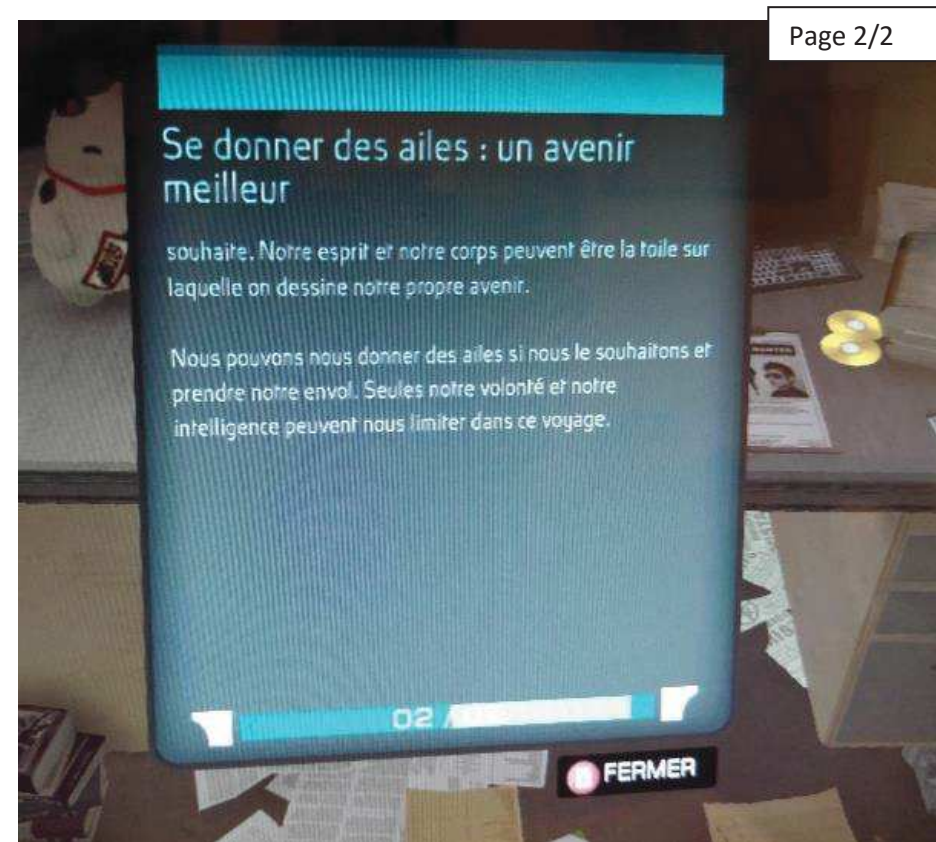 Page 2/2
Se donner des ailes : un avenir
meilleur
souhaite. Notre esprit et notre corps peuvent être la toile sur
laquelle on dessine notre propre avenir.
Nous pouvons nous donner des ailes si nous le souhaitons et
prendre notre envol. Seules notre volonté et notre
intelligence peuvent nous limiter dans ce voyage.
02 /
FERMER